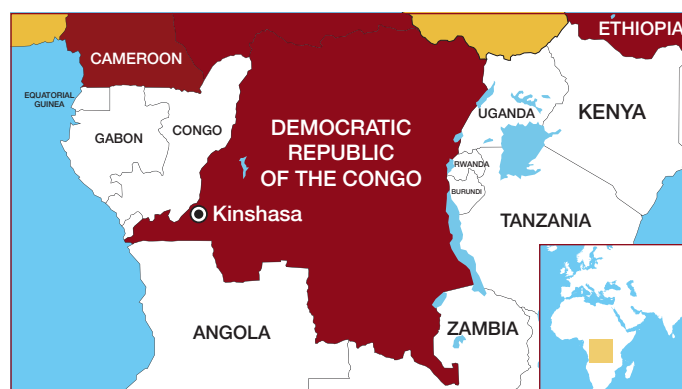 ETHIOPIA
CAMEROON
EQUATORIAL
GUINEA
GABON
CONGO
DEMOCRATIC
REPUBLIC
OF THE CONGO
UGANDA
KENYA
RWANDA
BURUNDI
Kinshasa
TANZANIA
ANGOLA
ZAMBIA